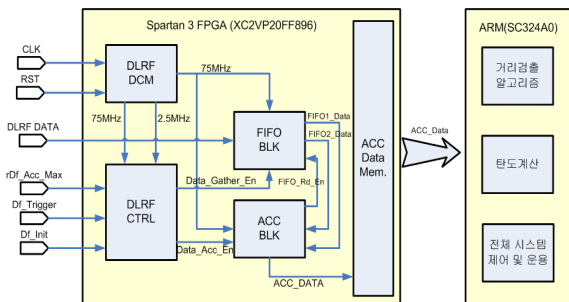 Spartan 3 FPGA (XC2VP20FF896)
ARM(SC324A0)
CLK
RST
DLRF DATA
rDf_Acc_Max
Df_Trigger
Df_Init
DLRF
DCM
75MHz
75MHz
2.5MHz
FIFO
BLK
FIFO1_Data
FIFO2_Data
DLRF
CTRL
Data_Gather_En
FIFO_Rd_En
Data_Acc_En
ACC
BLK
ACC_DATA
ACC
Data
Mem.
ACC_Data
거리검출
알고리즘
탄도계산
전체 시스템
제어 및 운용